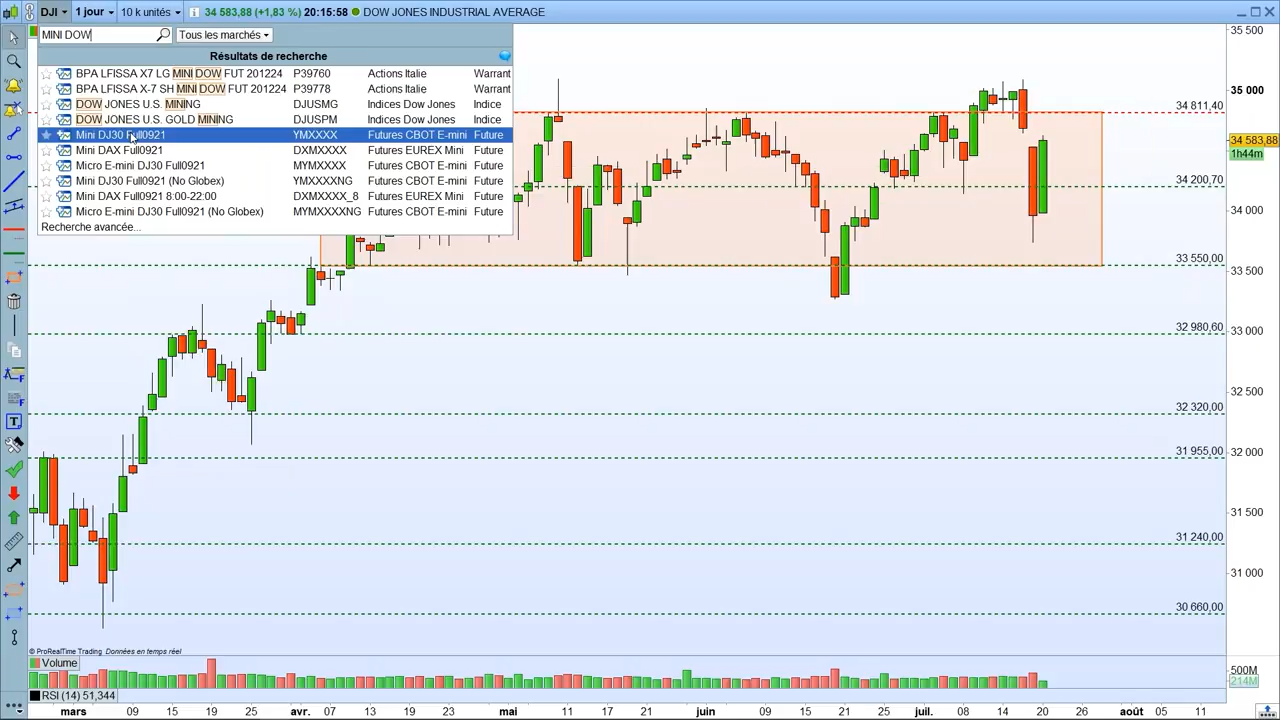 DJI 1 jour 10 k unités 34 583,88 (+1,83 %) 20:15:58 DOW JONES INDUSTRIAL AVERAGE
MINI DOW Tous les marchés
Résultats de recherche
BPA LFISSA X7 LG MINI DOW FUT 201224 P39760 Actions Italie Warrant
BPA LFISSA X-7 SH MINI DOW FUT 201224 P39778 Actions Italie Warrant
DOW JONES U.S. MINING DJUSMG Indices Dow Jones Indice
DOW JONES U.S. GOLD MINING DJUSPM Indices Dow Jones Indice
Mini DJ30 Full0921 YMXXXX Futures CBOT E-mini Future
Mini DAX Full0921 DXMXXXX Futures EUREX Mini Future
Micro E-mini DJ30 Full0921 MYMXXXX Futures CBOT E-mini Future
Mini DJ30 Full0921 (No Globex) YMXXXXNG Futures CBOT E-mini Future
Mini DAX Full0921 8:00-22:00 DXMXXXX_8 Futures EUREX Mini Future
Micro E-mini DJ30 Full0921 (No Globex) MYMXXXXNG Futures CBOT E-mini Future
Recherche avancée...
35 500
35 000
34 811,40
34 583,88
1h44m
34 200,70
34 000
33 550,00
33 500
32 980,60
33 000
32 500
32 320,00
31 955,00
32 000
31 500
31 240,00
31 000
30 660,00
© ProRealTime Trading Données en temps réel
Volume
500M
214M
RSI (14) 51,344
mars 09 15 19 25 avr. 07 13 19 23 mai 11 17 21 juin 09 15 21 25 juil. 08 14 20 26 août 05 11